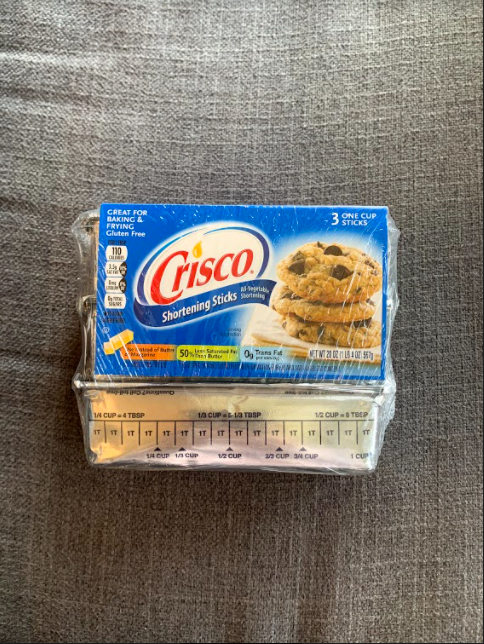 GREAT FOR
BAKING &
FRYING
Gluten Free
3 ONE CUP
STICKS
110
CALORIES
Crisco
Shortening Sticks
All-Vegetable
Shortening
Instead of Butter
50% Less Saturated Fat
Than Butter
0g Trans Fat
NET WT 20 OZ (1 LB 4 OZ) 567g
1/4 CUP = 4 TBSP
1/3 CUP = 5-1/3 TBSP
1/2 CUP = 8 TBSP
1T 1T 1T 1T 1T 1T 1T 1T 1T 1T 1T 1T 1T 1T 1T 1T
1/4 CUP 1/3 CUP 1/2 CUP 2/3 CUP 3/4 CUP 1 CUP